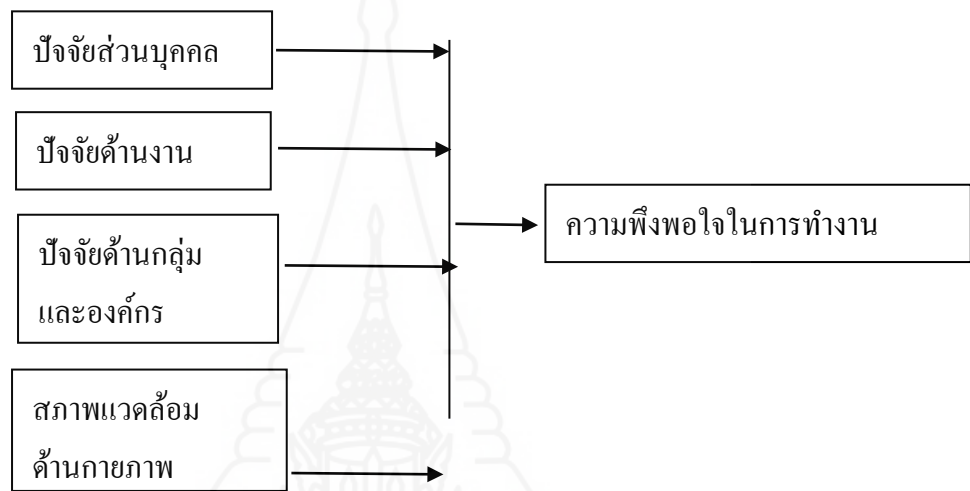 ปัจจัยส่วนบุคคล
ปัจจัยด้านงาน
ความพึงพอใจในการทำงาน
ปัจจัยด้านกลุ่ม
และองค์กร
สภาพแวดล้อม
ด้านกายภาพ